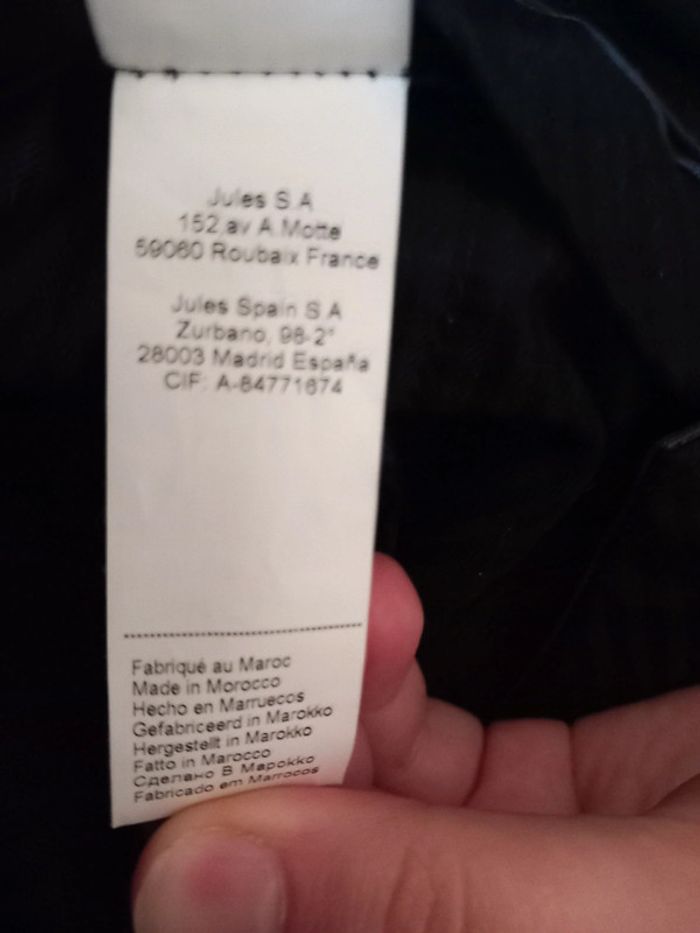 Jules S A
152 av A Motte
59060 Roubaix France
Jules Spain S A
Zurbano, 98-2°
28003 Madrid España
CIF: A-84771674
Fabriqué au Maroc
Made in Morocco
Hecho en Marruecos
Gefabriceerd in Marokko
Hergestellt in Marokko
Fatto in Marocco
Сделано В Марокко
Fabricado em Marrocos